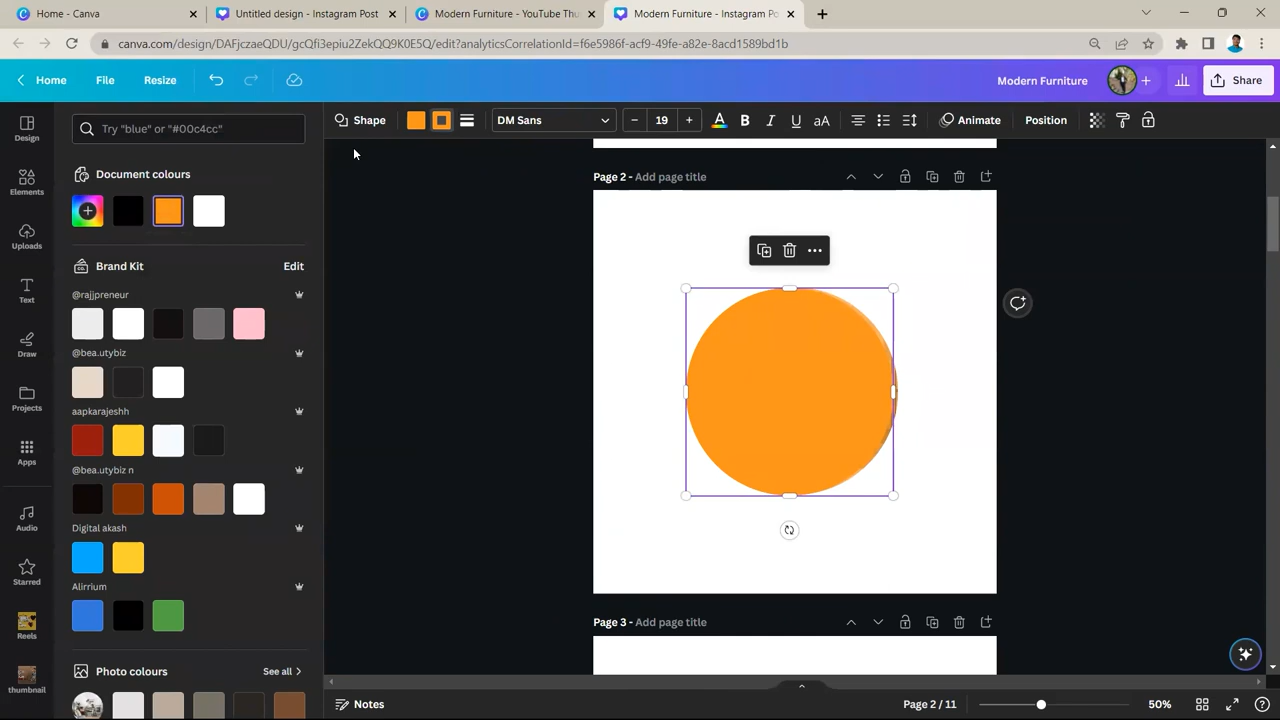 Home - Canva
Untitled design - Instagram Post
Modern Furniture - YouTube Thu
Modern Furniture - Instagram Po
canva.com/design/DAFjczaeQDU/gcQfi3epiu2ZekQQ9K0E5Q/edit?analyticsCorrelationId=f6e5986f-acf9-49fe-a82e-8acd1589bd1b
Home
File
Resize
Modern Furniture
Share
Try "blue" or "#00c4cc"
Shape
DM Sans
19
A
B
I
U
aA
Animate
Position
Design
Elements
Uploads
Text
Draw
Projects
Apps
Audio
Starred
Reels
thumbnail
Document colours
Brand Kit
Edit
@rajjpreneur
@bea.utybiz
aapkarajeshh
@bea.utybiz n
Digital akash
Alirrium
Photo colours
See all
Page 2 - Add page title
Page 3 - Add page title
Notes
Page 2 / 11
50%